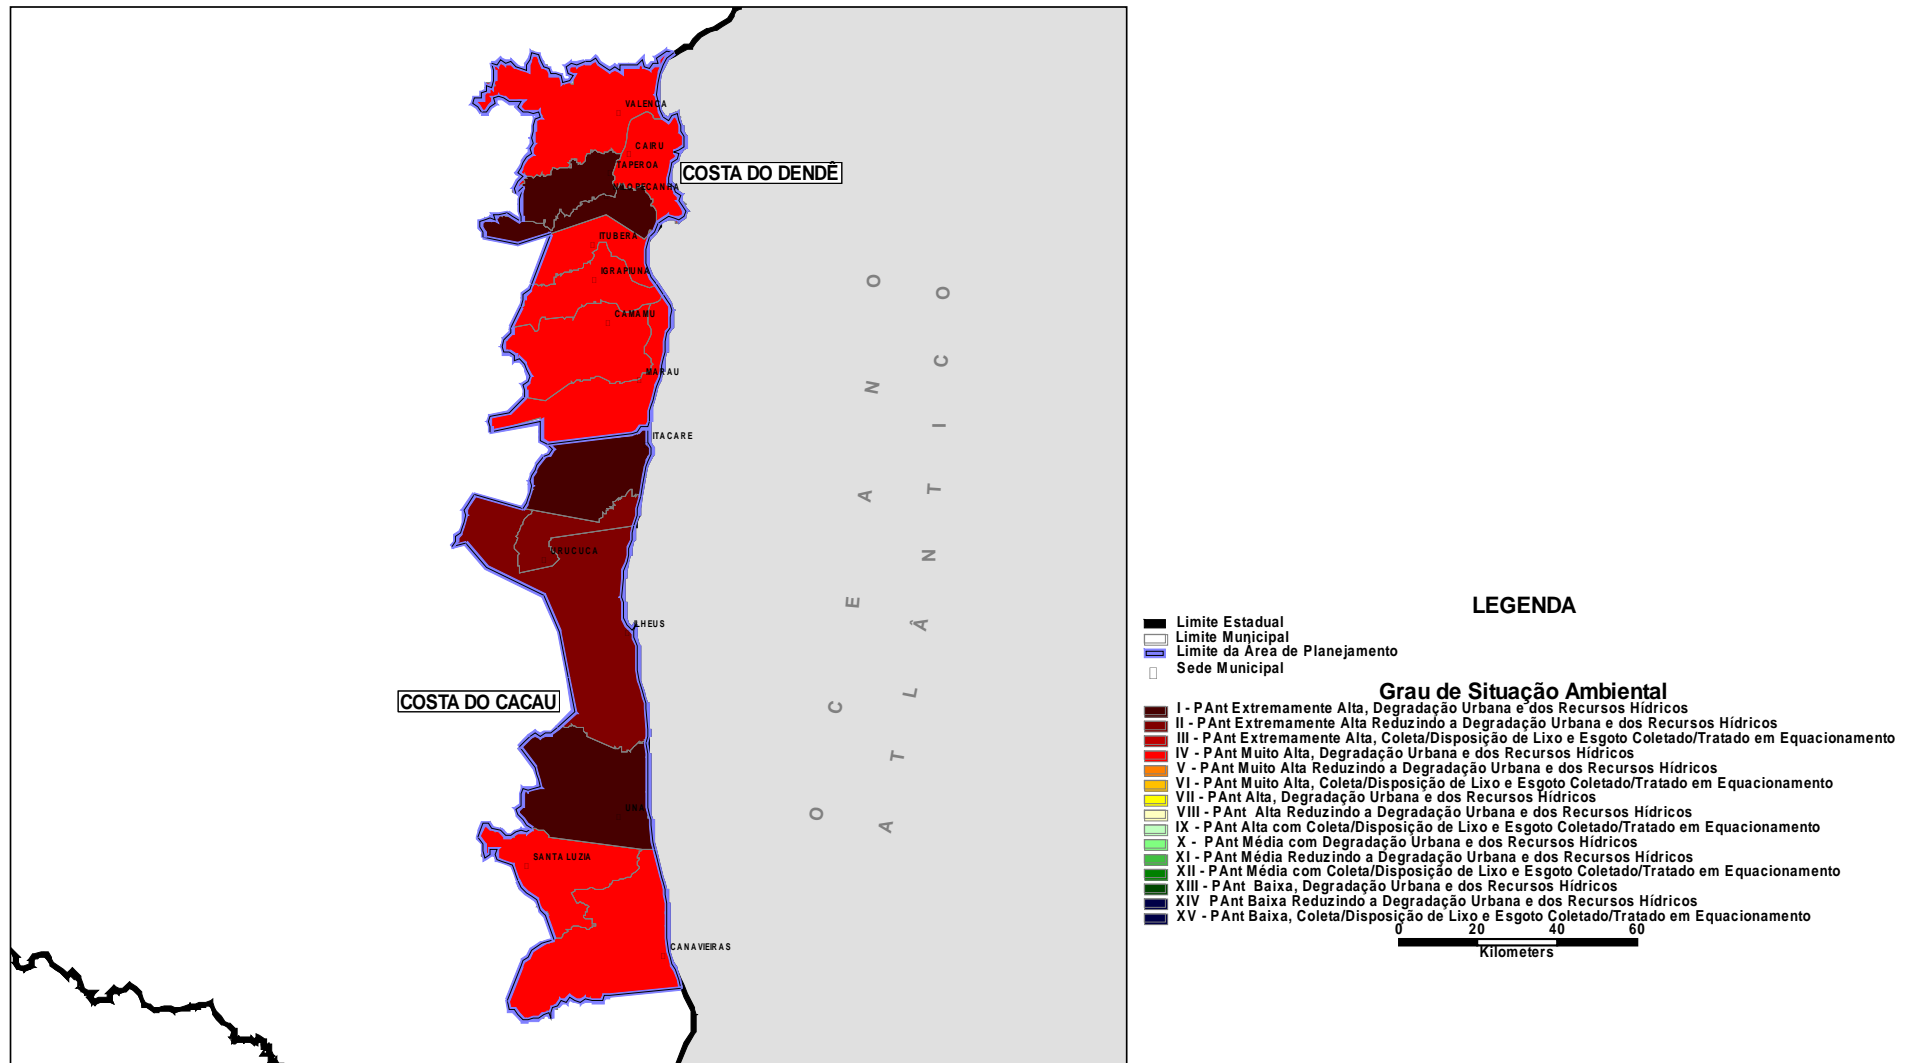 VALENCA
CAIRU
TAPEROA
COSTA DO DENDÊ
ITUBERA
IGRAPIUNA
CAMAMU
MARAU
ITACARE
URUCUCA
ILHEUS
COSTA DO CACAU
UNA
SANTA LUZIA
CANAVIEIRAS
OCEANO
ATLÂNTICO
LEGENDA
Limite Estadual
Limite Municipal
Limite da Área de Planejamento
Sede Municipal
Grau de Situação Ambiental
I - PAnt Extremamente Alta, Degradação Urbana e dos Recursos Hídricos
II - PAnt Extremamente Alta Reduzindo a Degradação Urbana e dos Recursos Hídricos
III - PAnt Extremamente Alta, Coleta/Disposição de Lixo e Esgoto Coletado/Tratado em Equacionamento
IV - PAnt Muito Alta, Degradação Urbana e dos Recursos Hídricos
V - PAnt Muito Alta Reduzindo a Degradação Urbana e dos Recursos Hídricos
VI - PAnt Muito Alta, Coleta/Disposição de Lixo e Esgoto Coletado/Tratado em Equacionamento
VII - PAnt Alta, Degradação Urbana e dos Recursos Hídricos
VIII - PAnt Alta Reduzindo a Degradação Urbana e dos Recursos Hídricos
IX - PAnt Alta com Coleta/Disposição de Lixo e Esgoto Coletado/Tratado em Equacionamento
X - PAnt Média com Degradação Urbana e dos Recursos Hídricos
XI - PAnt Média Reduzindo a Degradação Urbana e dos Recursos Hídricos
XII - PAnt Média com Coleta/Disposição de Lixo e Esgoto Coletado/Tratado em Equacionamento
XIII - PAnt Baixa, Degradação Urbana e dos Recursos Hídricos
XIV PAnt Baixa Reduzindo a Degradação Urbana e dos Recursos Hídricos
XV - PAnt Baixa, Coleta/Disposição de Lixo e Esgoto Coletado/Tratado em Equacionamento
0 20 40 60
Kilometers